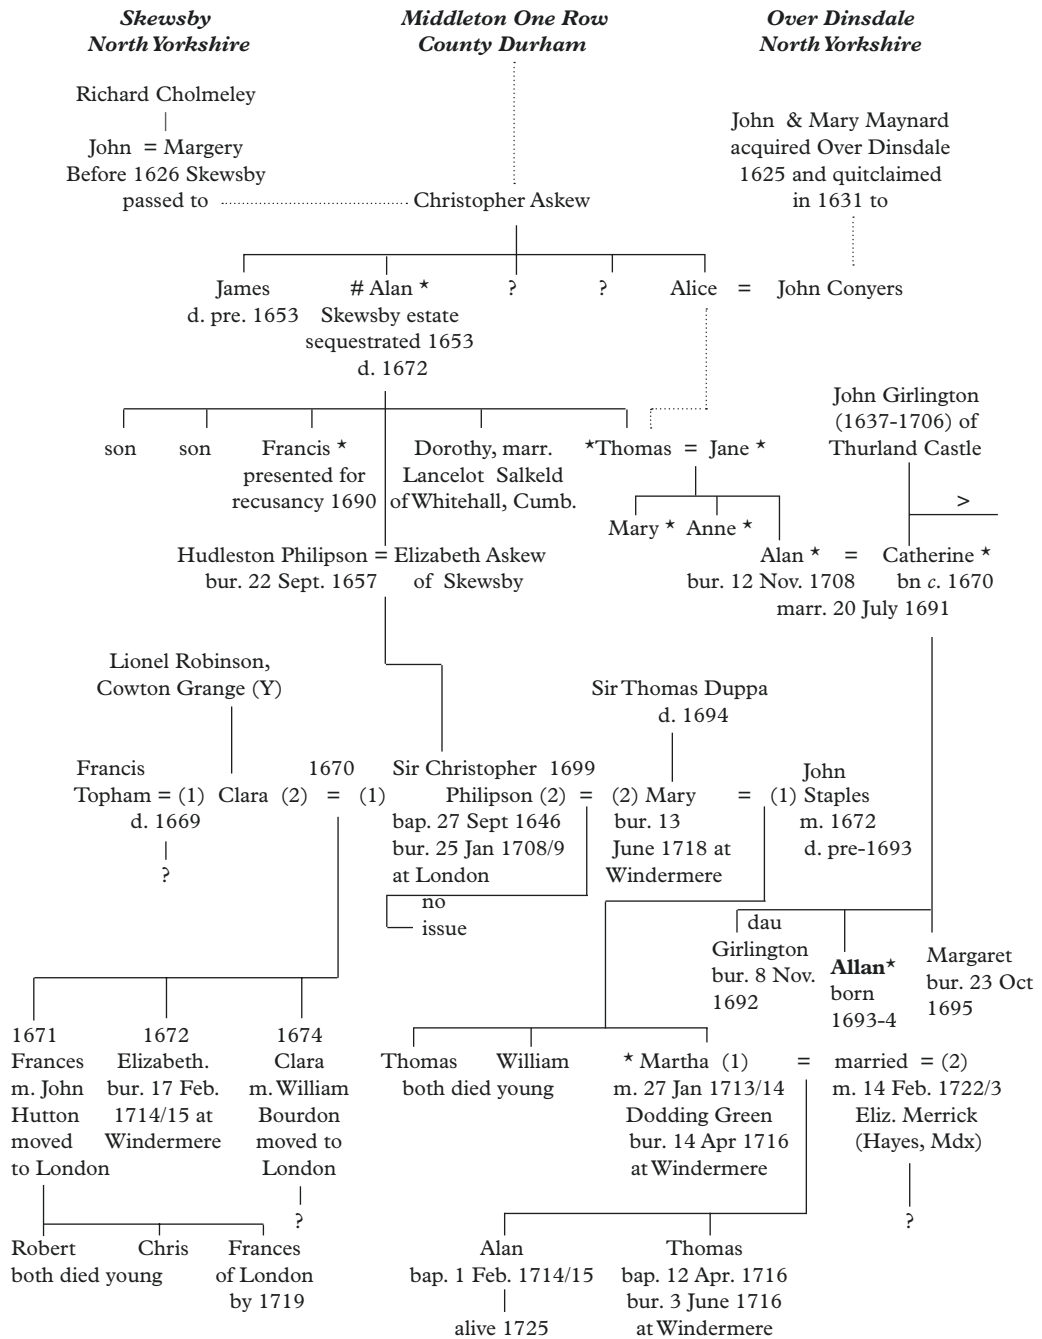 Skewsby
North Yorkshire
Middleton One Row
County Durham
Over Dinsdale
North Yorkshire
Richard Cholmeley
John = Margery
Before 1626 Skewsby
passed to
Christopher Askew
John & Mary Maynard
acquired Over Dinsdale
1625 and quitclaimed
in 1631 to
James
d. pre. 1653
# Alan ★
Skewsby estate
sequestrated 1653
d. 1672
?
?
Alice = John Conyers
son
son
Francis ★
presented for
recusancy 1690
Dorothy, marr.
Lancelot Salkeld
of Whitehall, Cumb.
★Thomas = Jane ★
John Girlington
(1637-1706) of
Thurland Castle
>
Mary ★ Anne ★
Hudleston Philipson = Elizabeth Askew
bur. 22 Sept. 1657 of Skewsby
Alan ★ = Catherine ★
bur. 12 Nov. 1708 bn c. 1670
marr. 20 July 1691
Lionel Robinson,
Cowton Grange (Y)
Sir Thomas Duppa
d. 1694
Francis 1670 Sir Christopher 1699 John
Topham = (1) Clara (2) = (1) Philipson (2) = (2) Mary = (1) Staples
d. 1669
?
bap. 27 Sept 1646
bur. 25 Jan 1708/9
at London
no
issue
bur. 13
June 1718 at
Windermere
m. 1672
d. pre-1693
dau
Girlington
bur. 8 Nov.
1692
Allan★
born
1693-4
Margaret
bur. 23 Oct
1695
1671
Frances
m. John
Hutton
moved
to London
1672
Elizabeth.
bur. 17 Feb.
1714/15 at
Windermere
1674
Clara
m. William
Bourdon
moved to
London
?
Thomas William
both died young
★ Martha (1) = married = (2)
m. 27 Jan 1713/14
Dodding Green
bur. 14 Apr 1716
at Windermere
m. 14 Feb. 1722/3
Eliz. Merrick
(Hayes, Mdx)
?
Robert Chris
both died young
Frances
of London
by 1719
Alan
bap. 1 Feb. 1714/15
alive 1725
Thomas
bap. 12 Apr. 1716
bur. 3 June 1716
at Windermere